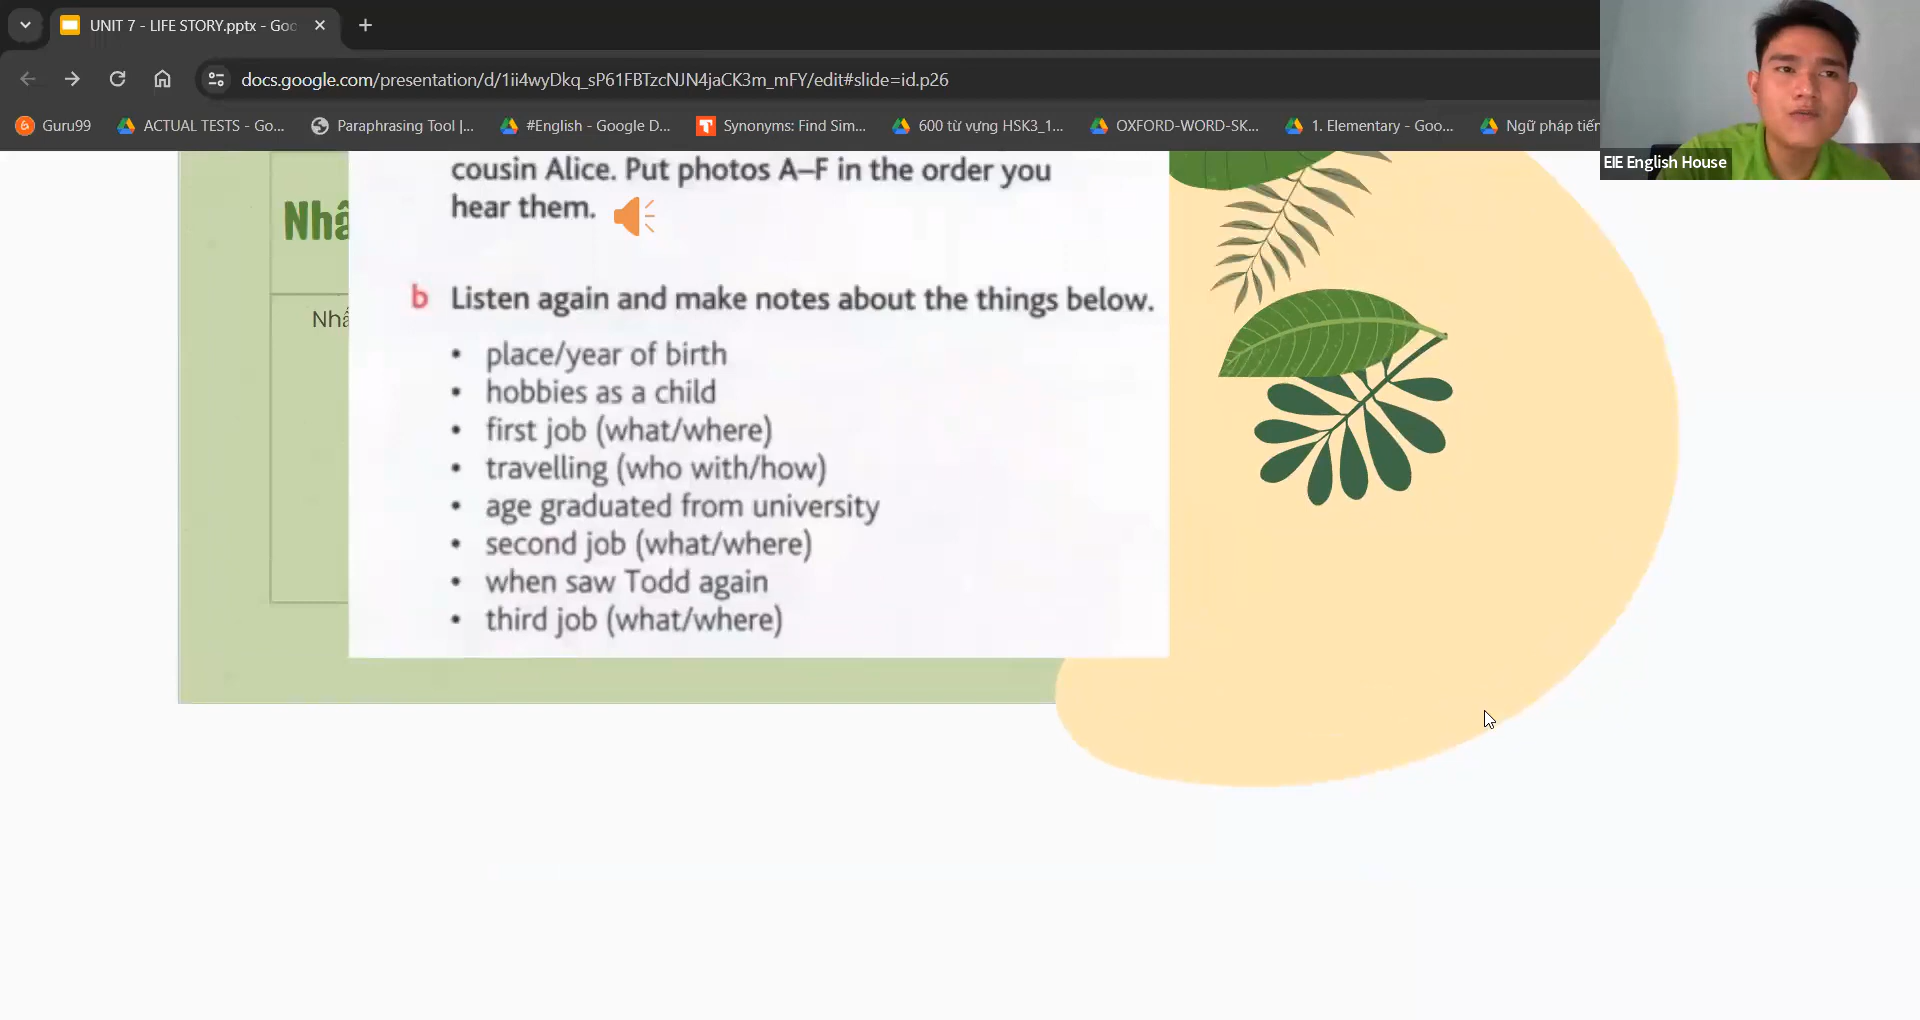 UNIT 7 - LIFE STORY.pptx - Goo
docs.google.com/presentation/d/1ii4wyDkq_sP61FBTzcNJN4jaCK3m_mFY/edit#slide=id.p26
Guru99
ACTUAL TESTS - Go...
Paraphrasing Tool |...
#English - Google D...
Synonyms: Find Sim...
600 từ vựng HSK3_1...
OXFORD-WORD-SK...
1. Elementary - Goo...
Ngữ pháp tiến
EIE English House
cousin Alice. Put photos A–F in the order you
hear them.
Nhâ
b Listen again and make notes about the things below.
Nhấ
• place/year of birth
• hobbies as a child
• first job (what/where)
• travelling (who with/how)
• age graduated from university
• second job (what/where)
• when saw Todd again
• third job (what/where)